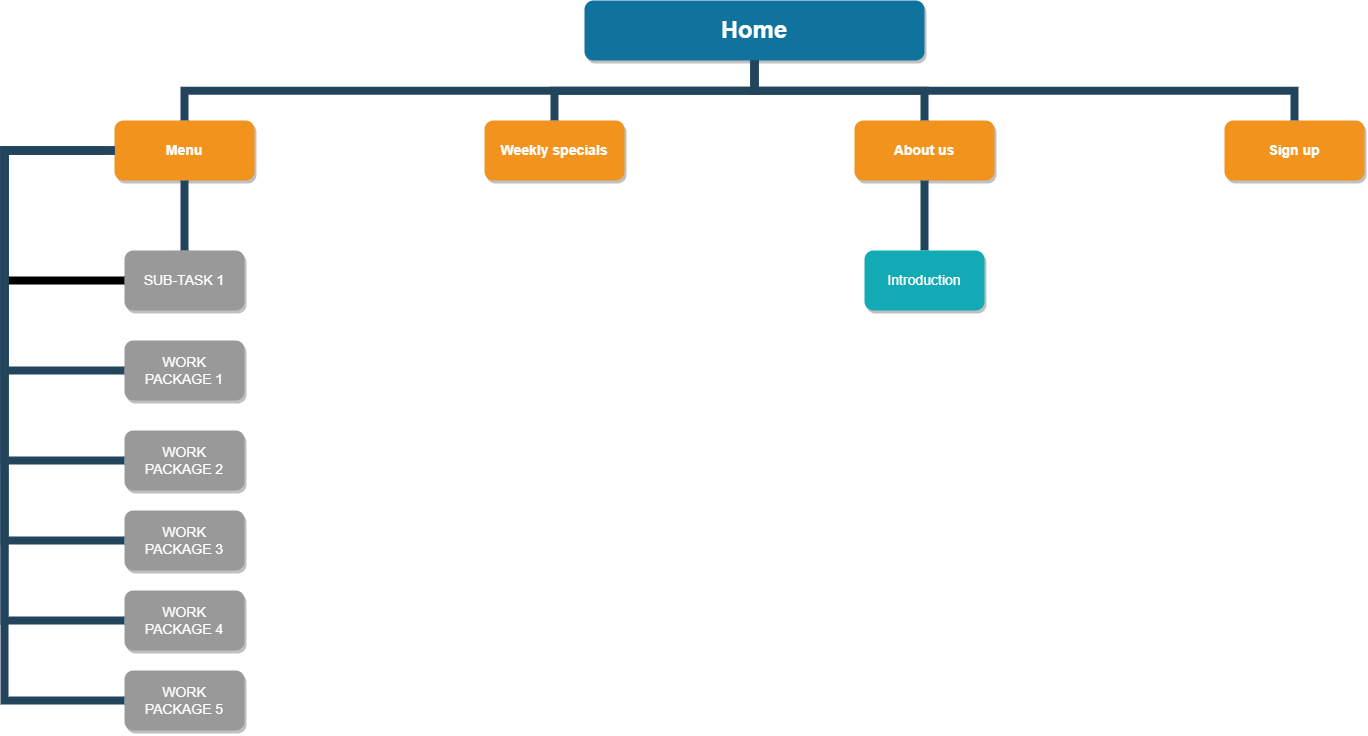 Home
Menu
Weekly specials
About us
Sign up
SUB-TASK 1
Introduction
WORK
PACKAGE 1
WORK
PACKAGE 2
WORK
PACKAGE 3
WORK
PACKAGE 4
WORK
PACKAGE 5